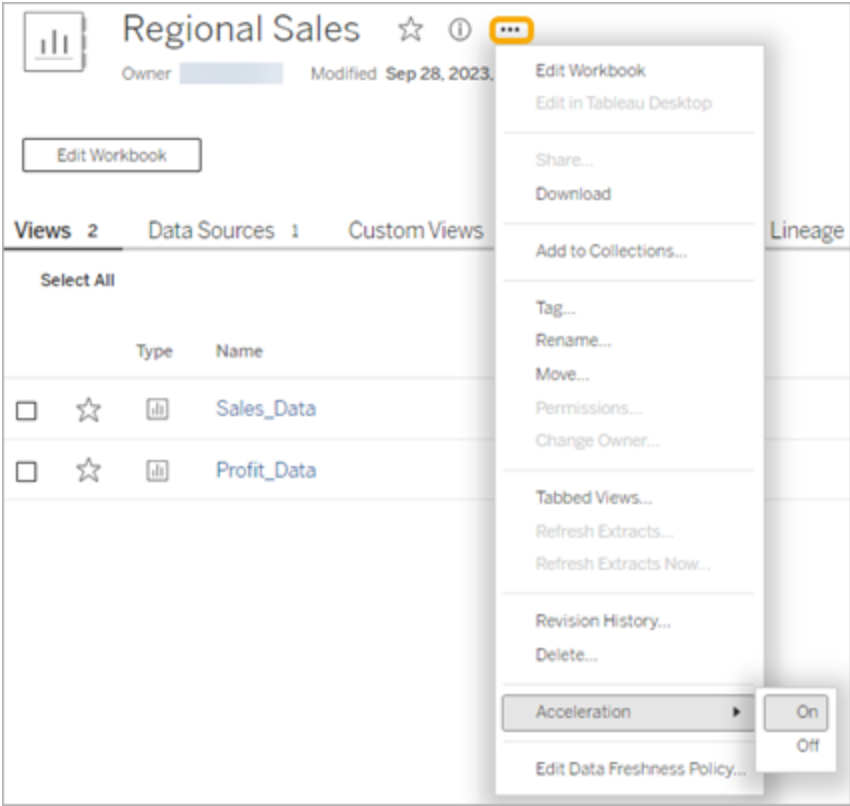 Regional Sales
Owner Modified Sep 28, 2023,
Edit Workbook
Views 2 Data Sources 1 Custom Views Lineage
Select All
Type Name
Sales_Data
Profit_Data
Edit Workbook
Edit in Tableau Desktop
Share...
Download
Add to Collections...
Tag...
Rename...
Move...
Permissions...
Change Owner...
Tabbed Views...
Refresh Extracts...
Refresh Extracts Now...
Revision History...
Delete...
Acceleration
On
Off
Edit Data Freshness Policy...